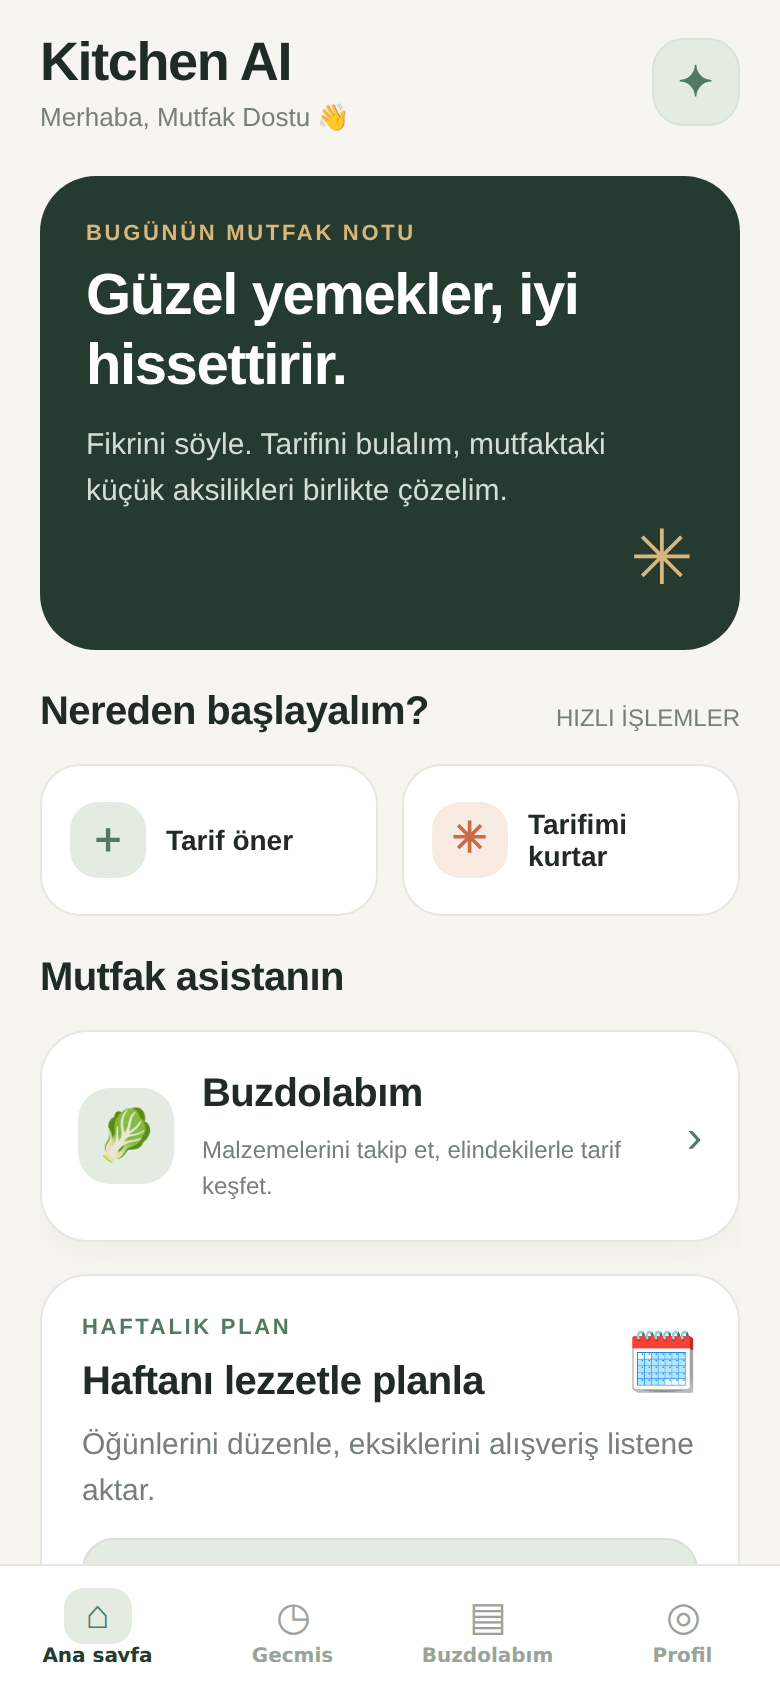 Kitchen AI
Merhaba, Mutfak Dostu 👋
BUGÜNÜN MUTFAK NOTU
Güzel yemekler, iyi
hissettirir.
Fikrini söyle. Tarifini bulalım, mutfaktaki
küçük aksilikleri birlikte çözelim.
Nereden başlayalım?
HIZLI İŞLEMLER
Tarif öner
Tarifimi
kurtar
Mutfak asistanın
Buzdolabım
Malzemelerini takip et, elindekilerle tarif
keşfet.
HAFTALIK PLAN
Haftanı lezzetle planla
Öğünlerini düzenle, eksiklerini alışveriş listene
aktar.
Ana sayfa
Gecmis
Buzdolabım
Profil